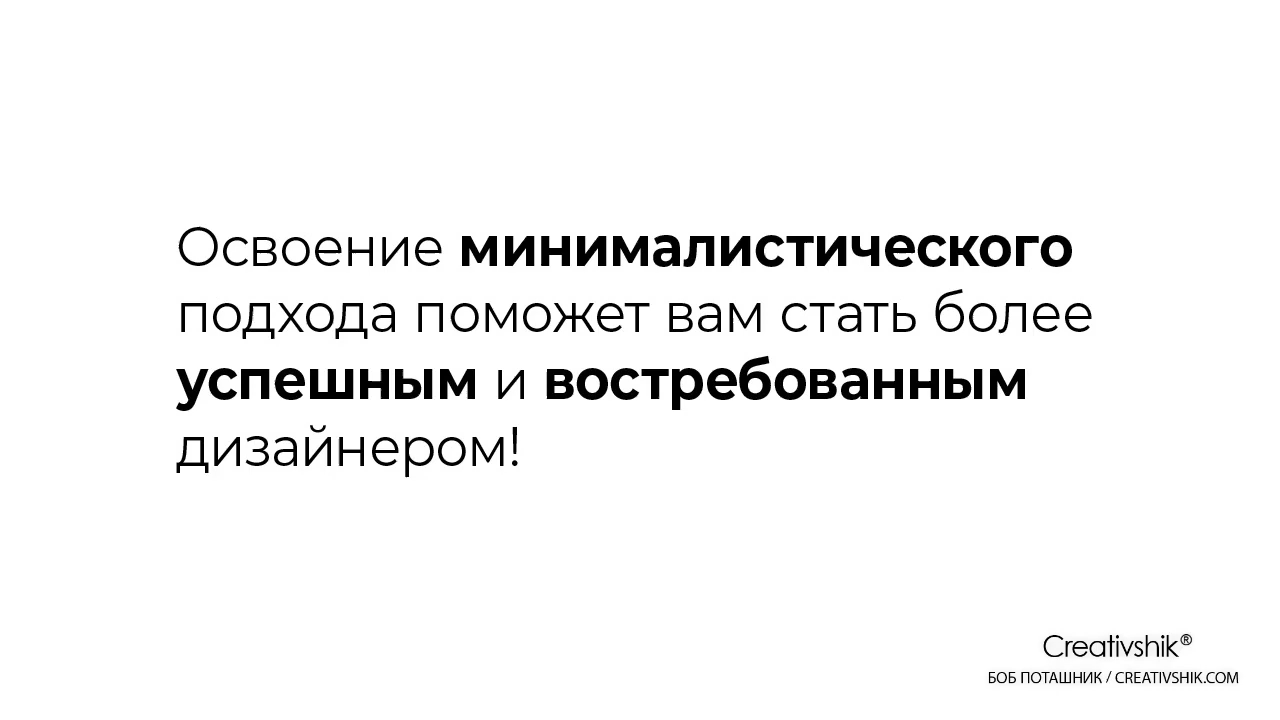 Освоение минималистического
подхода поможет вам стать более
успешным и востребованным
дизайнером!
Creativshik®
БОБ ПОТАШНИК / CREATIVSHIK.COM